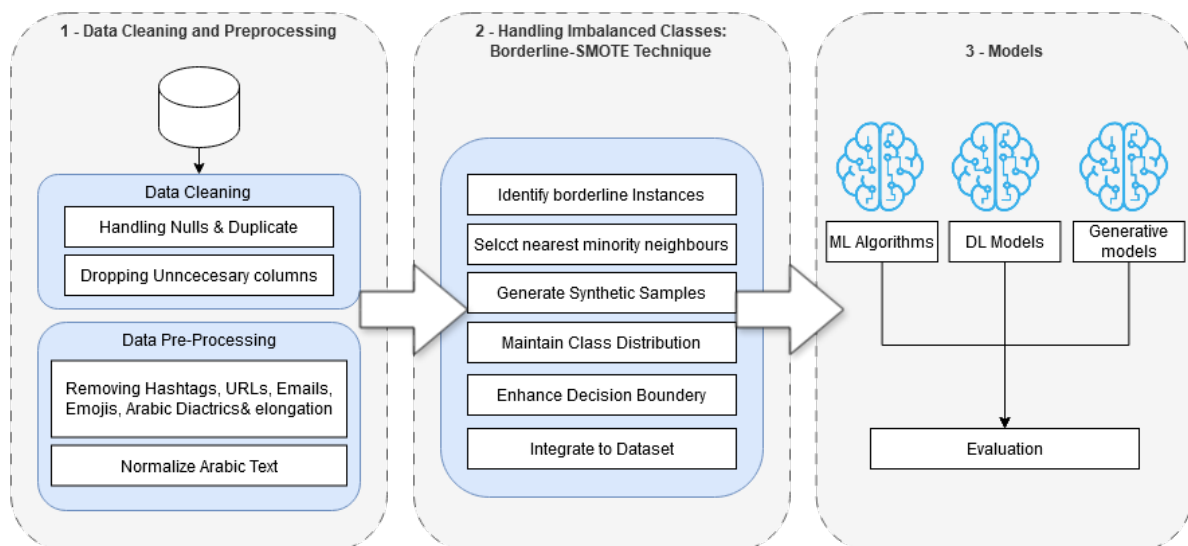 1 - Data Cleaning and Preprocessing
Data Cleaning
Handling Nulls & Duplicate
Dropping Unncecesary columns
Data Pre-Processing
Removing Hashtags, URLs, Emails,
Emojis, Arabic Diactrics& elongation
Normalize Arabic Text
2 - Handling Imbalanced Classes:
Borderline-SMOTE Technique
Identify borderline Instances
Selcct nearest minority neighbours
Generate Synthetic Samples
Maintain Class Distribution
Enhance Decision Boundery
Integrate to Dataset
3 - Models
ML Algorithms
DL Models
Generative
models
Evaluation